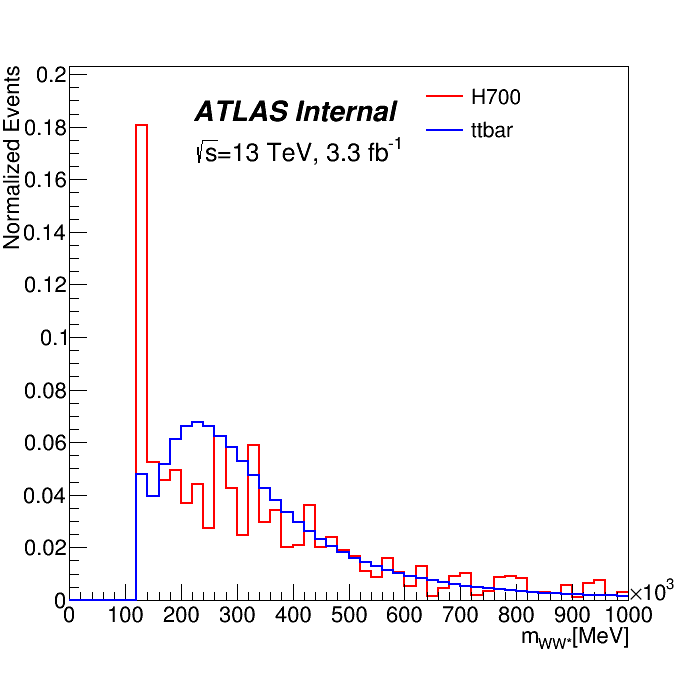 Normalized Events
0.2
0.18
0.16
0.14
0.12
0.1
0.08
0.06
0.04
0.02
0
ATLAS Internal
√s=13 TeV, 3.3 fb⁻¹
H700
ttbar
0 100 200 300 400 500 600 700 800 900 1000
×10³
m_WW*[MeV]